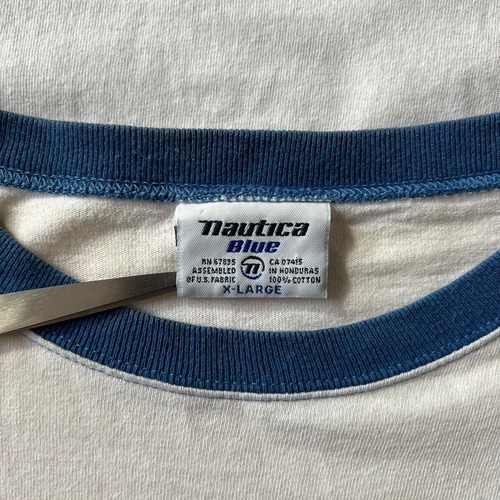 nautica
Blue
RN 67835 CA 07415
ASSEMBLED IN HONDURAS
OF U.S. FABRIC 100% COTTON
X-LARGE